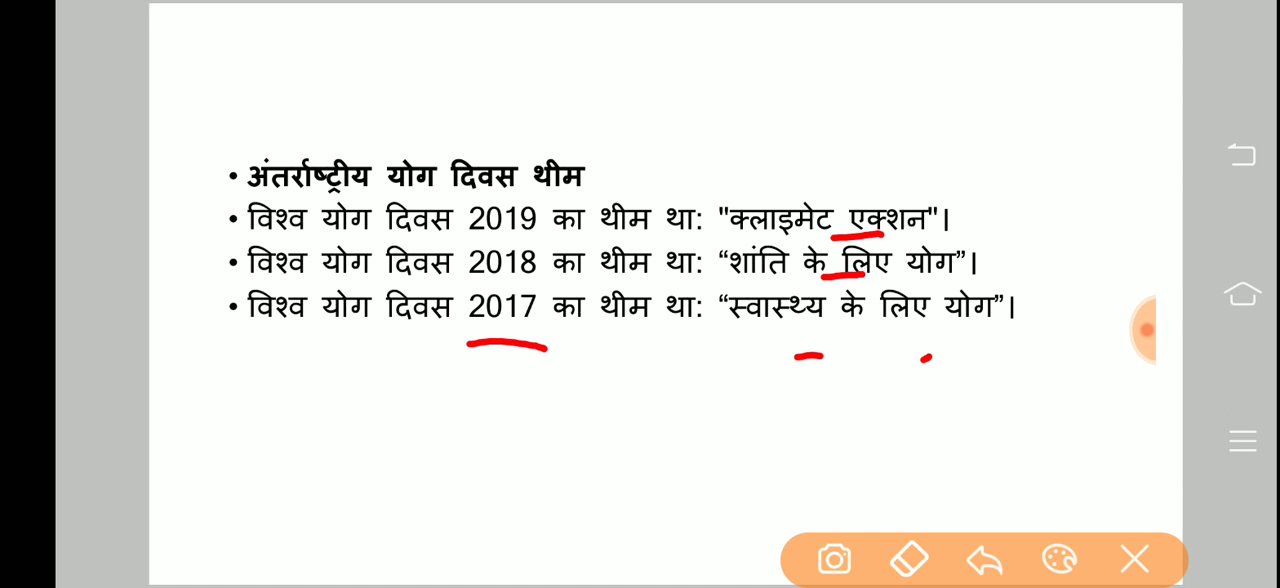 • अंतर्राष्ट्रीय योग दिवस थीम
• विश्व योग दिवस 2019 का थीम था: "क्लाइमेट एक्शन"।
• विश्व योग दिवस 2018 का थीम था: “शांति के लिए योग”।
• विश्व योग दिवस 2017 का थीम था: “स्वास्थ्य के लिए योग”।